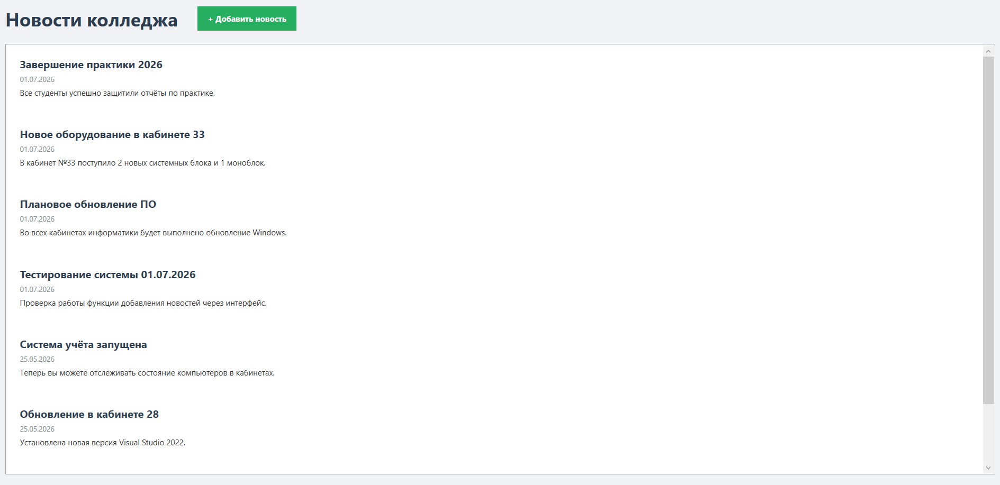 Новости колледжа
+ Добавить новость
Завершение практики 2026
01.07.2026
Все студенты успешно защитили отчёты по практике.
Новое оборудование в кабинете 33
01.07.2026
В кабинет №33 поступило 2 новых системных блока и 1 моноблок.
Плановое обновление ПО
01.07.2026
Во всех кабинетах информатики будет выполнено обновление Windows.
Тестирование системы 01.07.2026
01.07.2026
Проверка работы функции добавления новостей через интерфейс.
Система учёта запущена
25.05.2026
Теперь вы можете отслеживать состояние компьютеров в кабинетах.
Обновление в кабинете 28
25.05.2026
Установлена новая версия Visual Studio 2022.